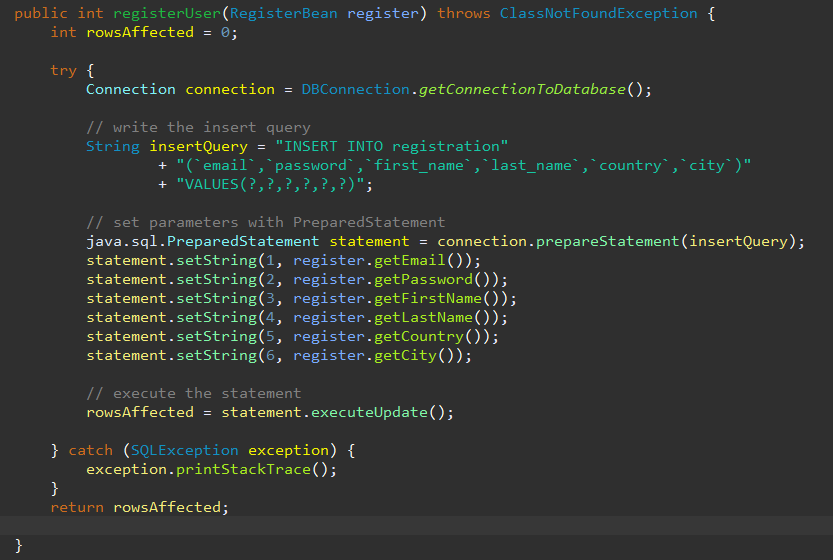 public int registerUser(RegisterBean register) throws ClassNotFoundException {
    int rowsAffected = 0;

    try {
        Connection connection = DBConnection.getConnectionToDatabase();

        // write the insert query
        String insertQuery = "INSERT INTO registration"
                + "(`email`,`password`,`first_name`,`last_name`,`country`,`city`)"
                + "VALUES(?,?,?,?,?,?)";

        // set parameters with PreparedStatement
        java.sql.PreparedStatement statement = connection.prepareStatement(insertQuery);
        statement.setString(1, register.getEmail());
        statement.setString(2, register.getPassword());
        statement.setString(3, register.getFirstName());
        statement.setString(4, register.getLastName());
        statement.setString(5, register.getCountry());
        statement.setString(6, register.getCity());

        // execute the statement
        rowsAffected = statement.executeUpdate();

    } catch (SQLException exception) {
        exception.printStackTrace();
    }
    return rowsAffected;

}